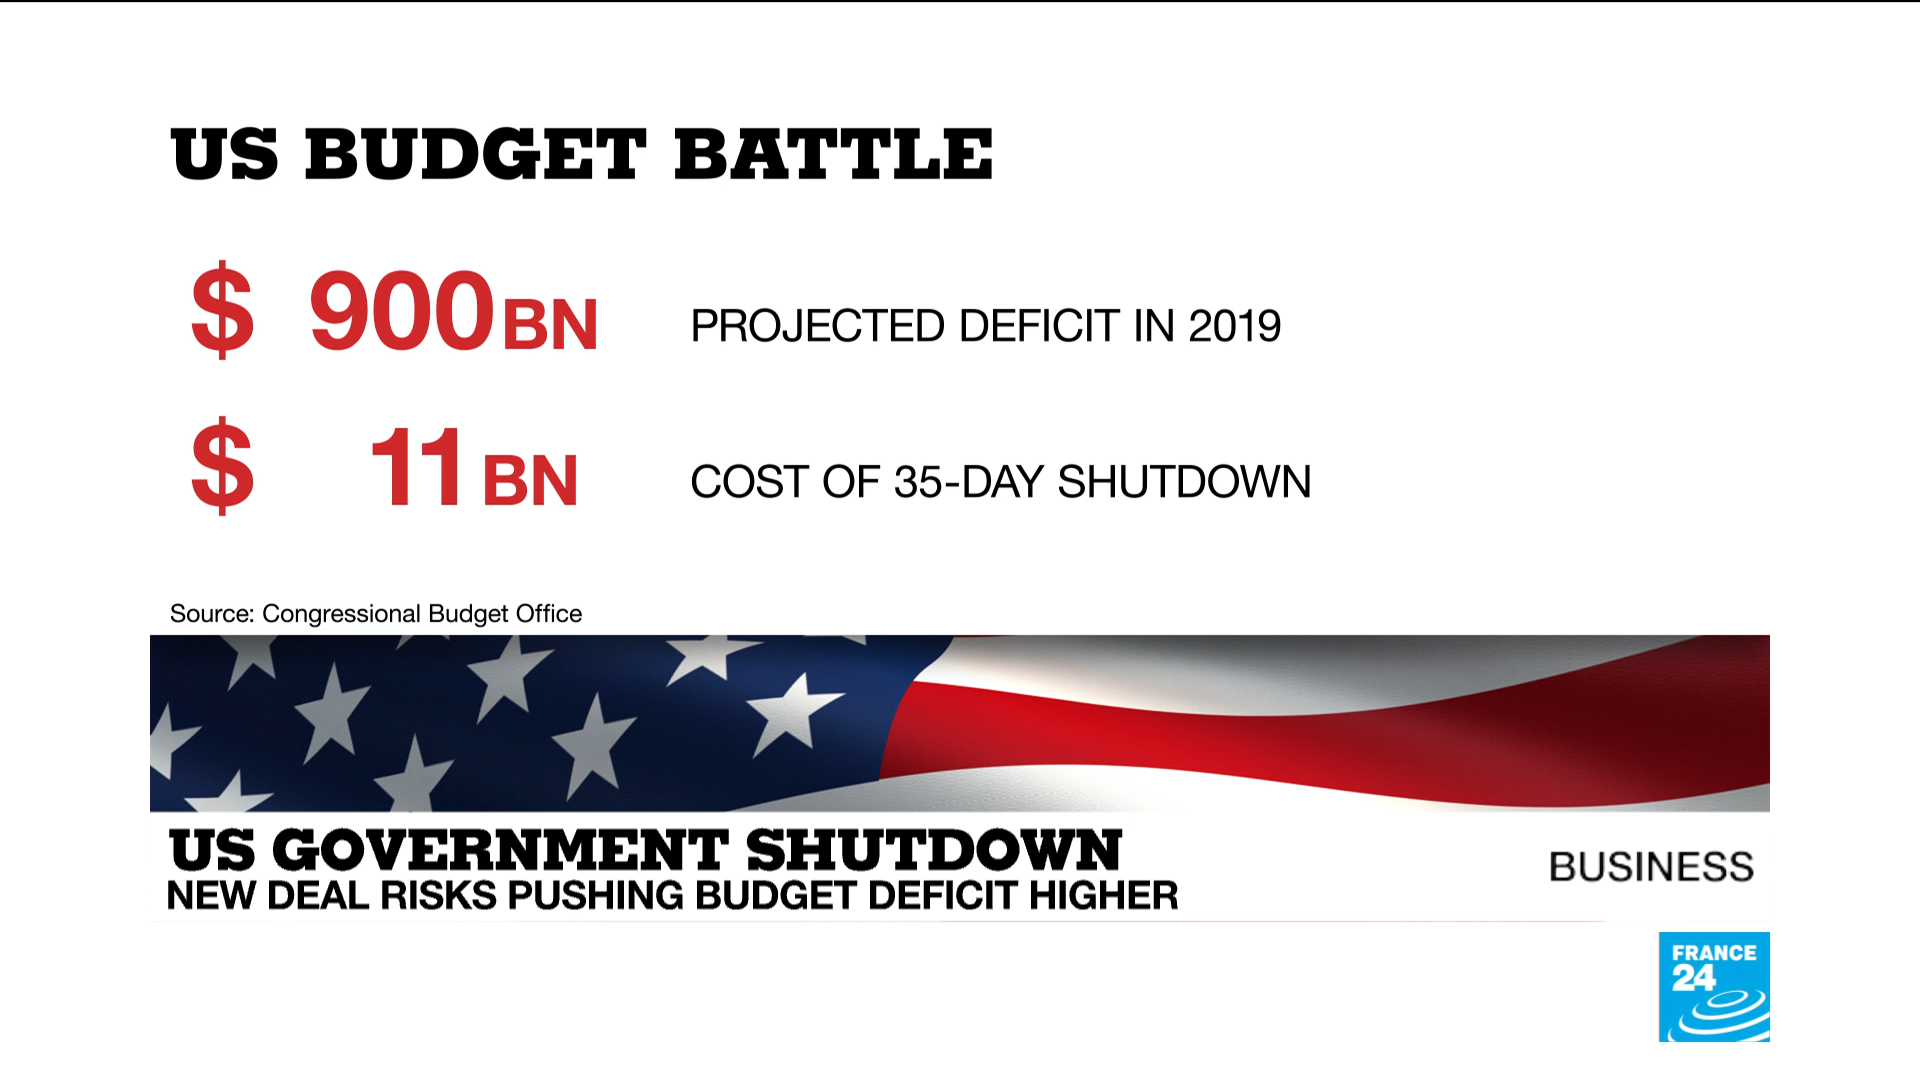 US BUDGET BATTLE
$ 900 BN PROJECTED DEFICIT IN 2019
$ 11 BN COST OF 35-DAY SHUTDOWN
Source: Congressional Budget Office
US GOVERNMENT SHUTDOWN
NEW DEAL RISKS PUSHING BUDGET DEFICIT HIGHER
BUSINESS
FRANCE
24